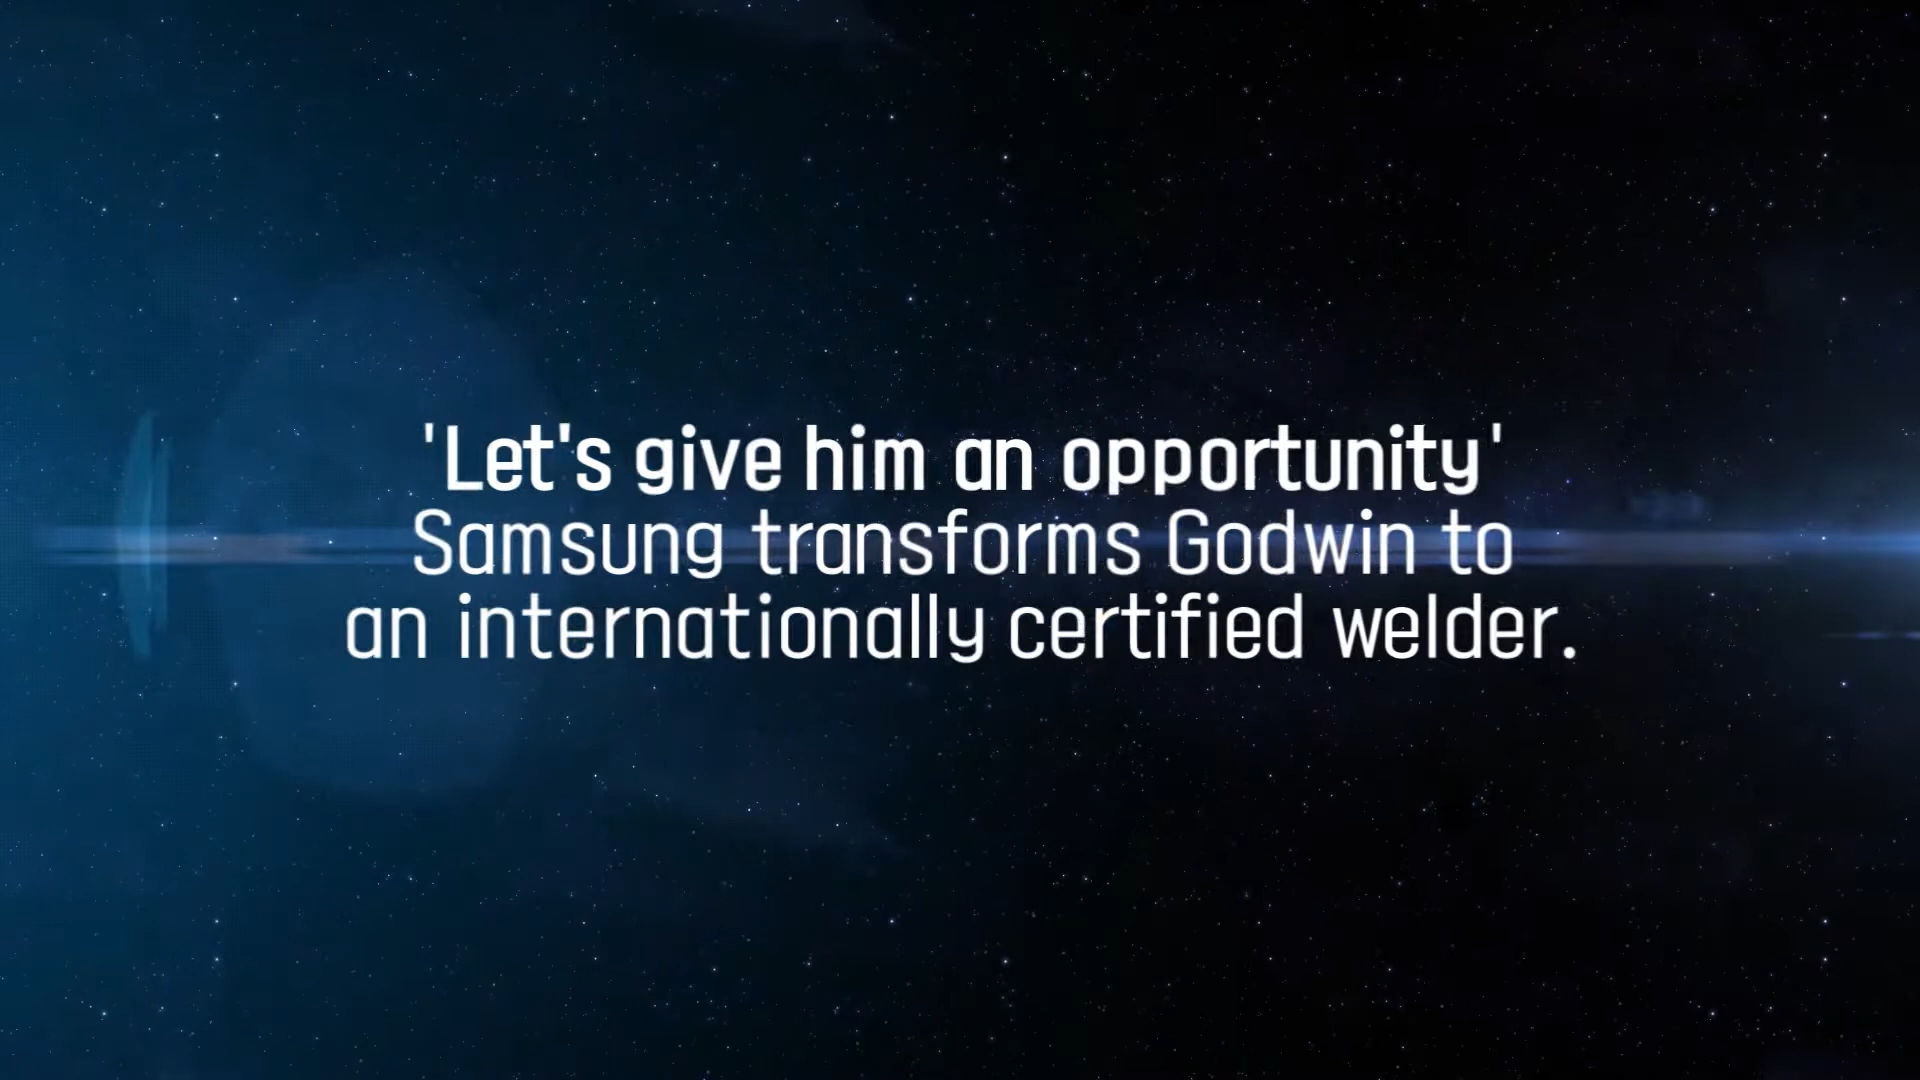 'Let's give him an opportunity'
Samsung transforms Godwin to
an internationally certified welder.